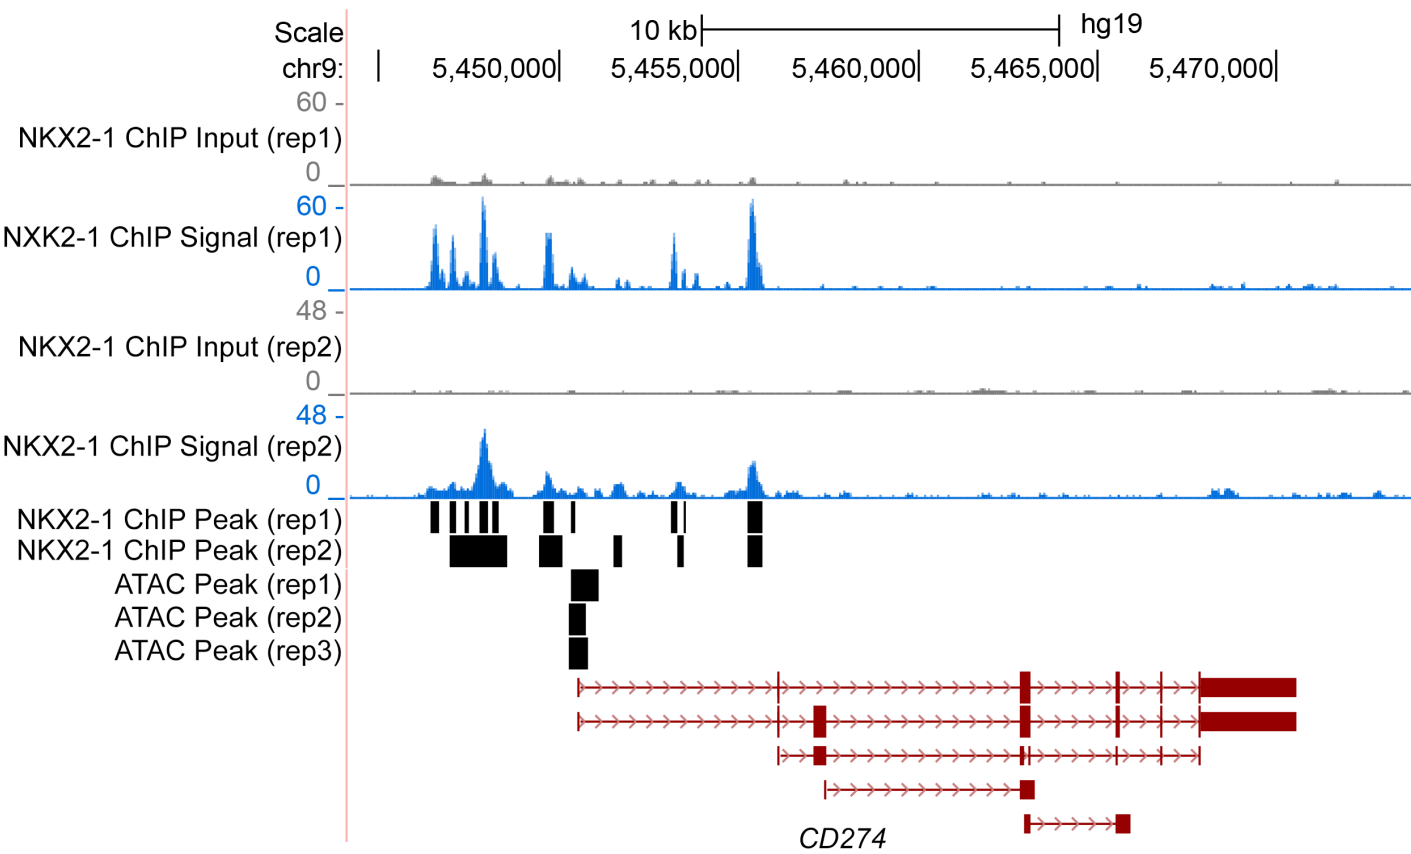 Scale 10 kb hg19
chr9: 5,450,000 5,455,000 5,460,000 5,465,000 5,470,000
60 -
NKX2-1 ChIP Input (rep1)
0
60 -
NXK2-1 ChIP Signal (rep1)
0
48 -
NKX2-1 ChIP Input (rep2)
0
48 -
NKX2-1 ChIP Signal (rep2)
0
NKX2-1 ChIP Peak (rep1)
NKX2-1 ChIP Peak (rep2)
ATAC Peak (rep1)
ATAC Peak (rep2)
ATAC Peak (rep3)
CD274